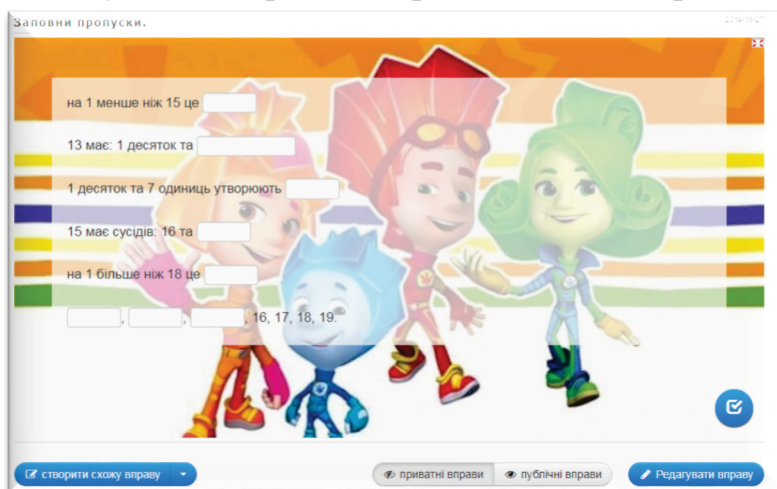 Заповни пропуски.
на 1 менше ніж 15 це
13 має: 1 десяток та
1 десяток та 7 одиниць утворюють
15 має сусідів: 16 та
на 1 більше ніж 18 це
, , , 16, 17, 18, 19.
створити схожу вправу
приватні вправи
публічні вправи
Редагувати вправу